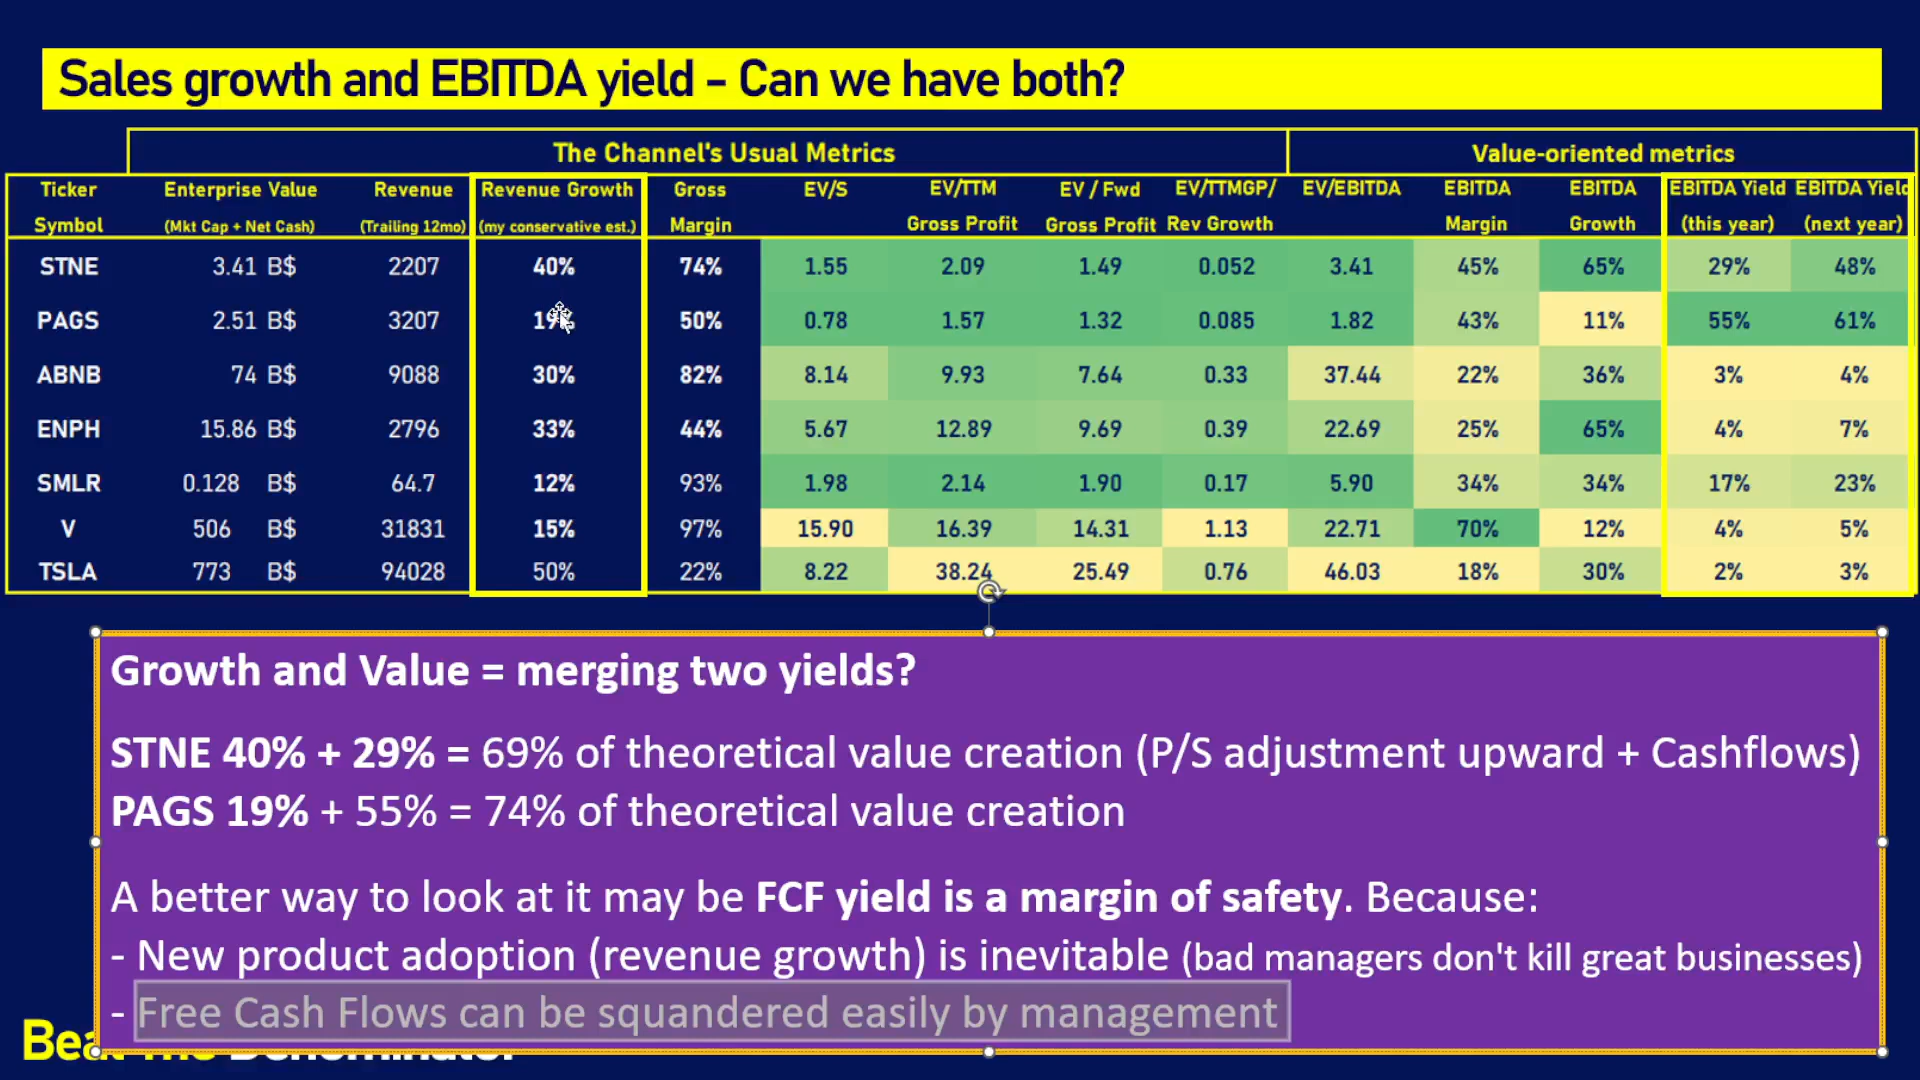 Sales growth and EBITDA yield – Can we have both?
The Channel's Usual Metrics Value-oriented metrics
Ticker Symbol Enterprise Value (Mkt Cap + Net Cash) Revenue (Trailing 12mo) Revenue Growth (my conservative est.) Gross Margin EV/S EV/TTM Gross Profit EV / Fwd Gross Profit EV/TTMGP/ Rev Growth EV/EBITDA EBITDA Margin EBITDA Growth EBITDA Yield (this year) EBITDA Yield (next year)
STNE 3.41 B$ 2207 40% 74% 1.55 2.09 1.49 0.052 3.41 45% 65% 29% 48%
PAGS 2.51 B$ 3207 19% 50% 0.78 1.57 1.32 0.085 1.82 43% 11% 55% 61%
ABNB 74 B$ 9088 30% 82% 8.14 9.93 7.64 0.33 37.44 22% 36% 3% 4%
ENPH 15.86 B$ 2796 33% 44% 5.67 12.89 9.69 0.39 22.69 25% 65% 4% 7%
SMLR 0.128 B$ 64.7 12% 93% 1.98 2.14 1.90 0.17 5.90 34% 34% 17% 23%
V 506 B$ 31831 15% 97% 15.90 16.39 14.31 1.13 22.71 70% 12% 4% 5%
TSLA 773 B$ 94028 50% 22% 8.22 38.24 25.49 0.76 46.03 18% 30% 2% 3%
Growth and Value = merging two yields?
STNE 40% + 29% = 69% of theoretical value creation (P/S adjustment upward + Cashflows)
PAGS 19% + 55% = 74% of theoretical value creation
A better way to look at it may be FCF yield is a margin of safety. Because:
- New product adoption (revenue growth) is inevitable (bad managers don't kill great businesses)
- Free Cash Flows can be squandered easily by management